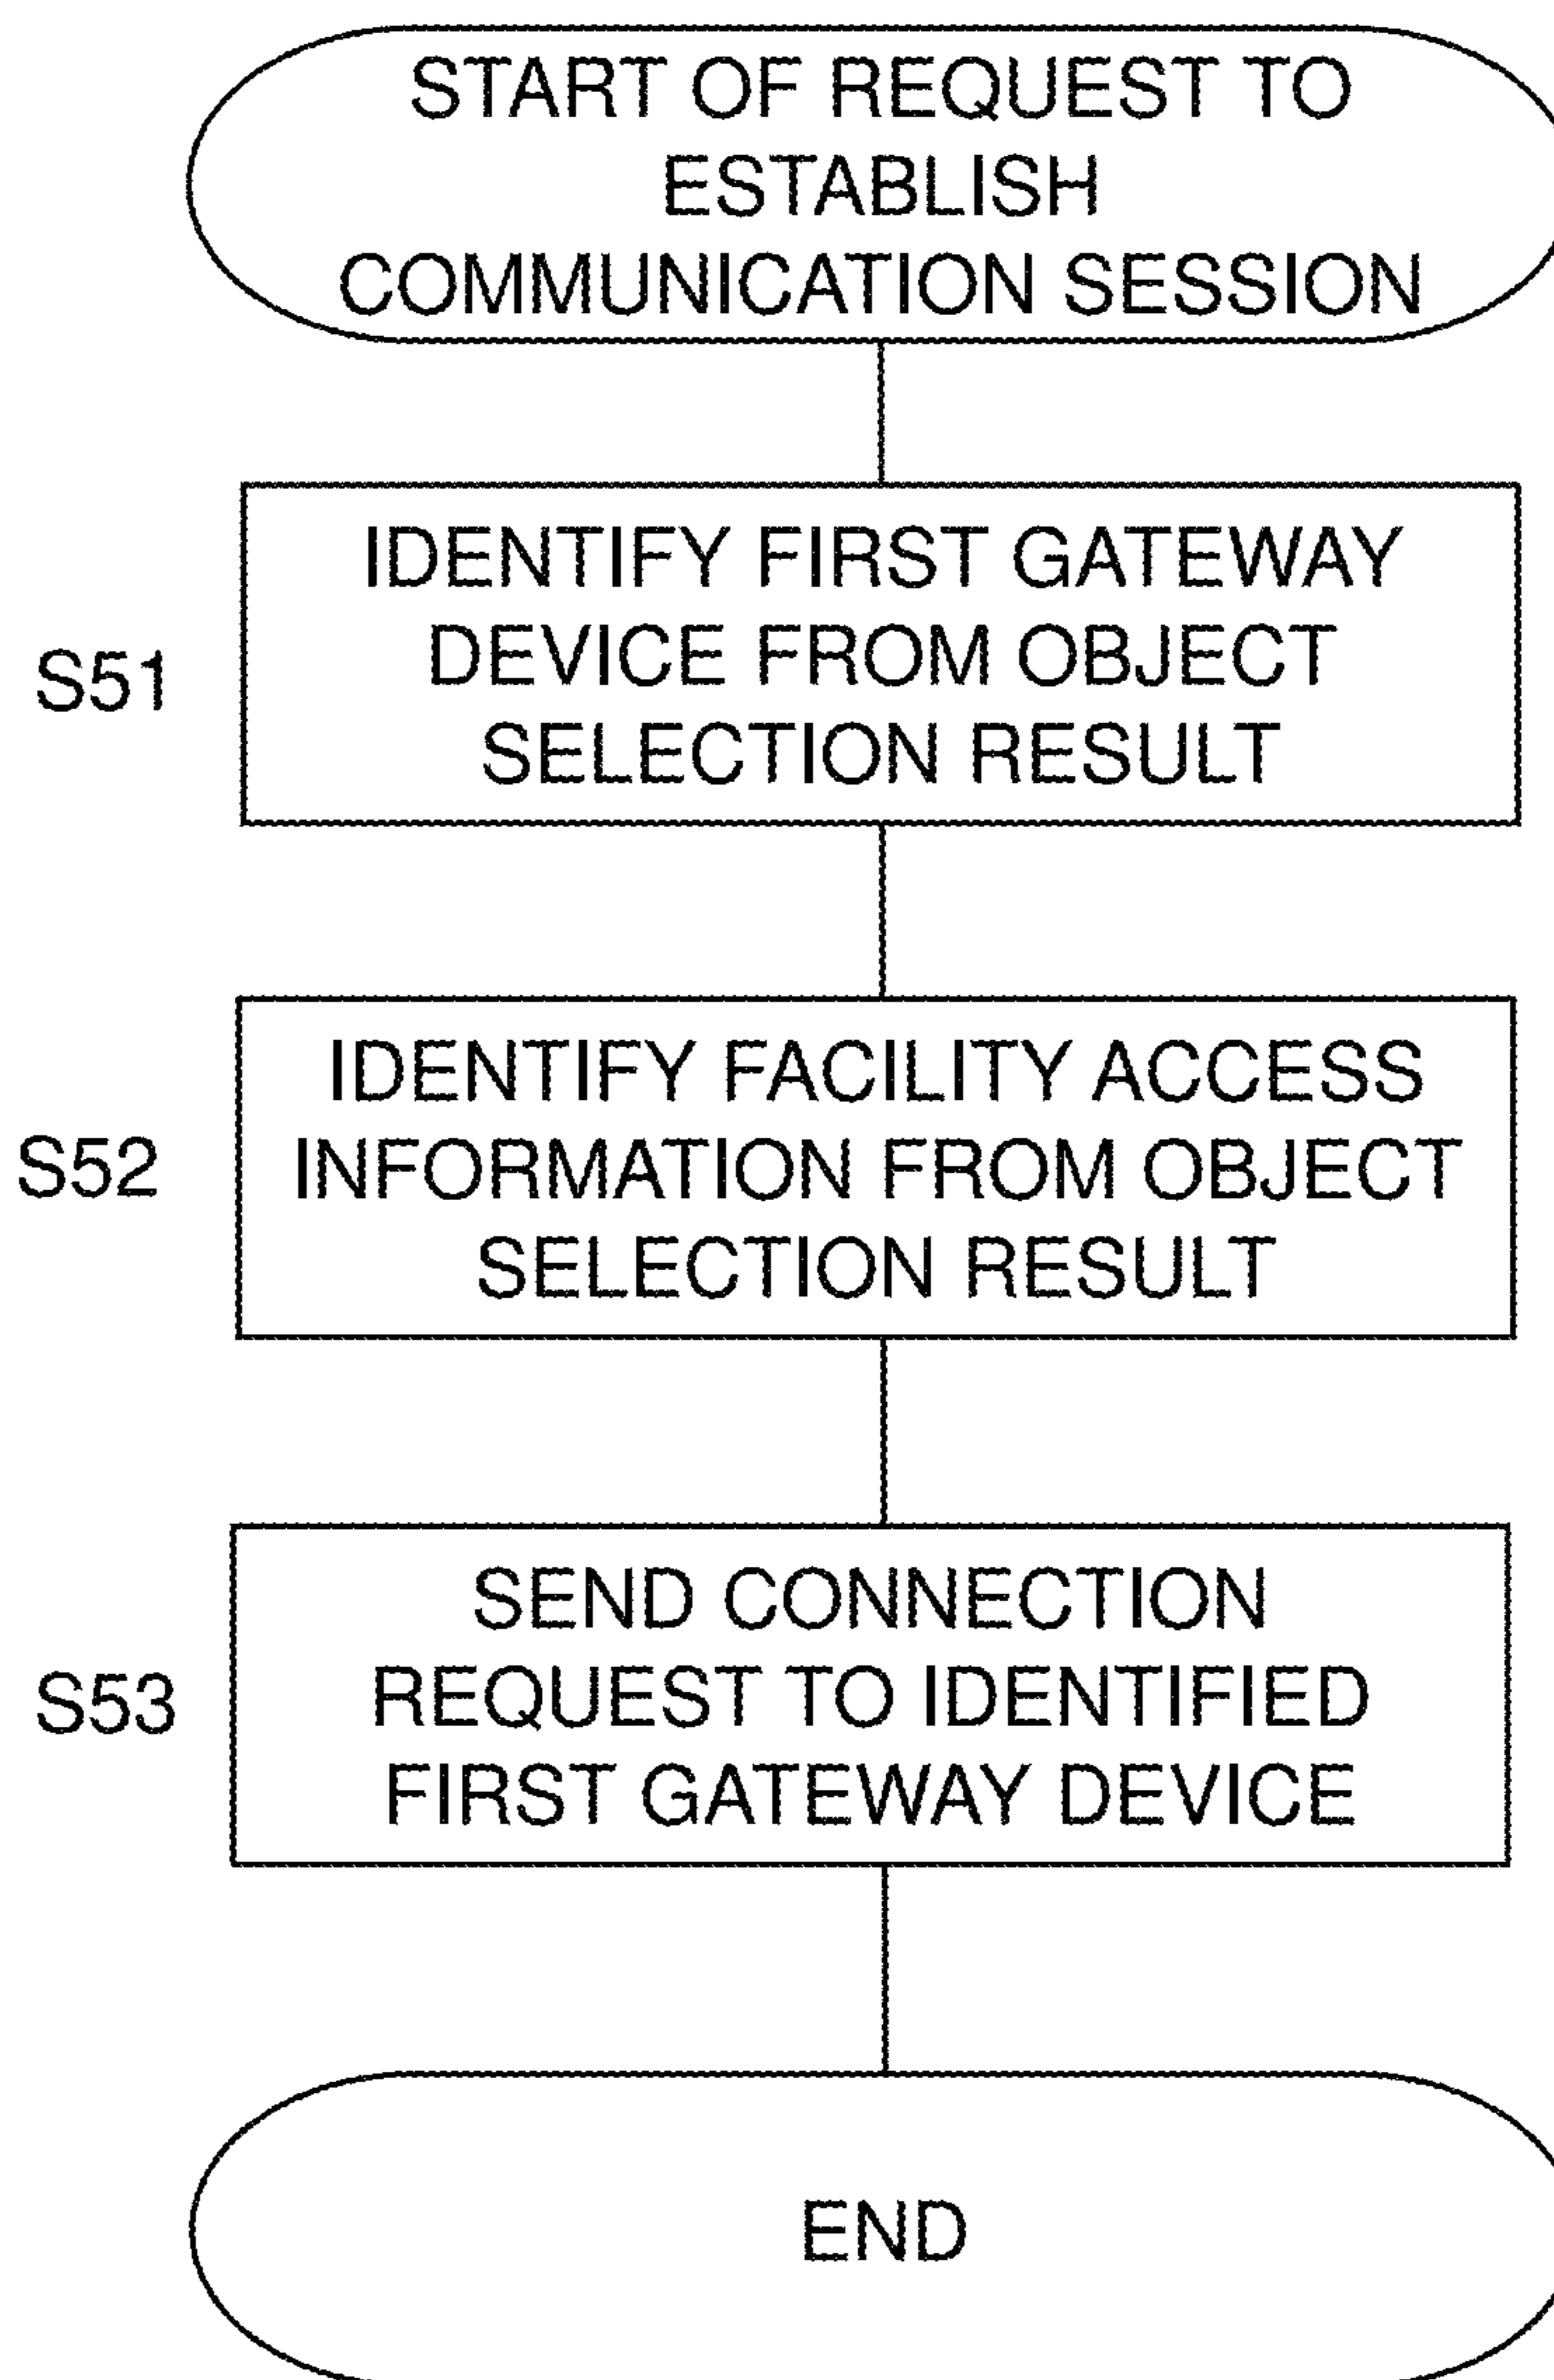 START OF REQUEST TO
ESTABLISH
COMMUNICATION SESSION
S51
IDENTIFY FIRST GATEWAY
DEVICE FROM OBJECT
SELECTION RESULT
S52
IDENTIFY FACILITY ACCESS
INFORMATION FROM OBJECT
SELECTION RESULT
S53
SEND CONNECTION
REQUEST TO IDENTIFIED
FIRST GATEWAY DEVICE
END